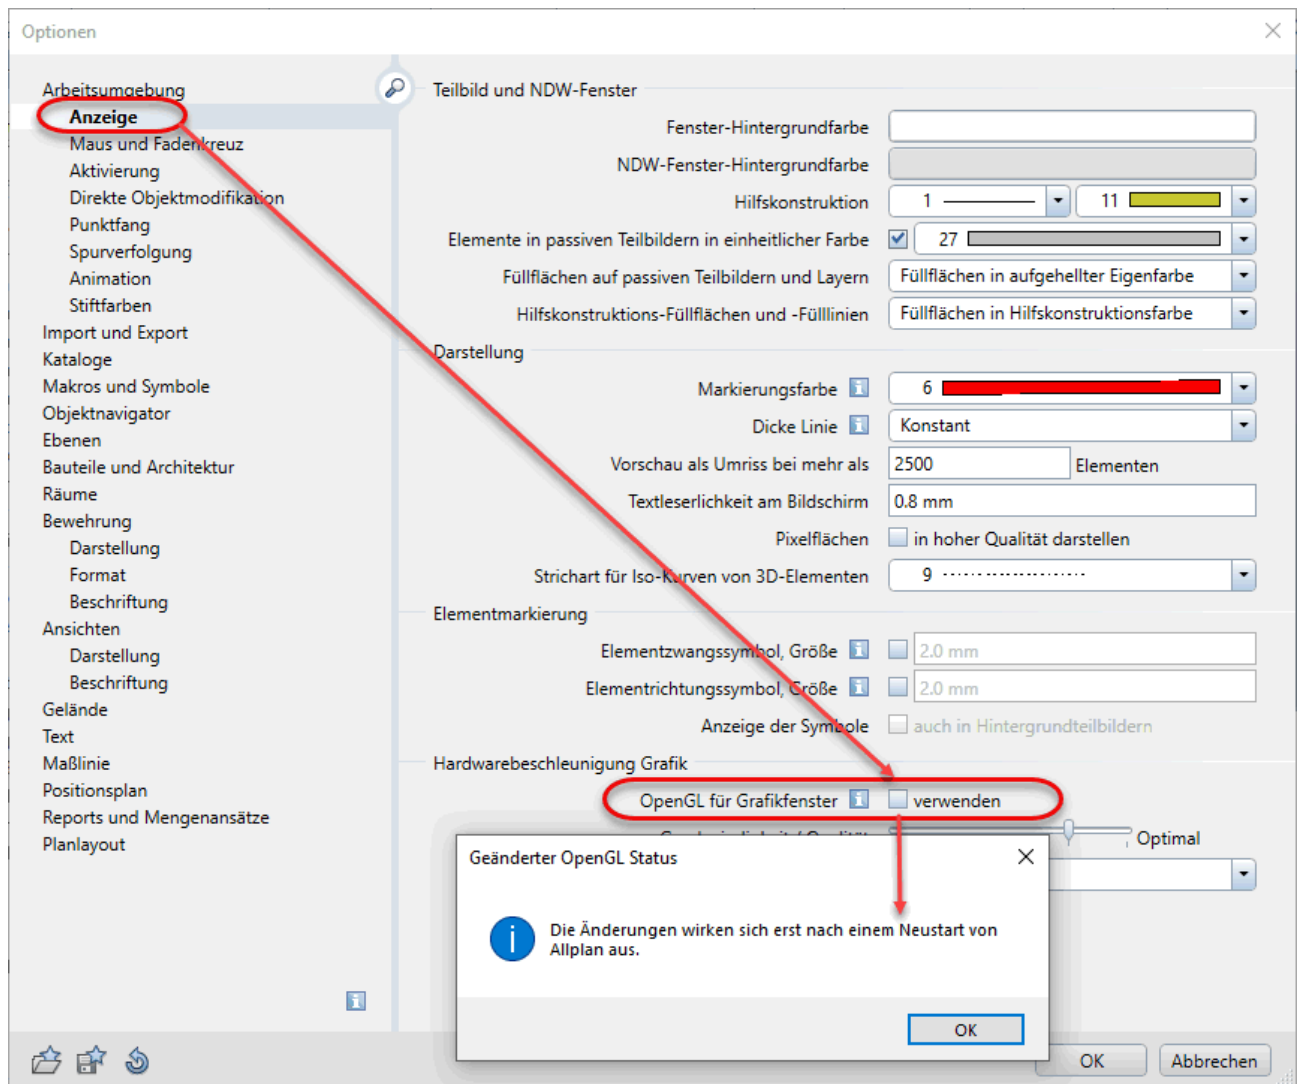 Optionen
Arbeitsumgebung
Anzeige
Maus und Fadenkreuz
Aktivierung
Direkte Objektmodifikation
Punktfang
Spurverfolgung
Animation
Stiftfarben
Import und Export
Kataloge
Makros und Symbole
Objektnavigator
Ebenen
Bauteile und Architektur
Räume
Bewehrung
Darstellung
Format
Beschriftung
Ansichten
Darstellung
Beschriftung
Gelände
Text
Maßlinie
Positionsplan
Reports und Mengenansätze
Planlayout
Teilbild und NDW-Fenster
Fenster-Hintergrundfarbe
NDW-Fenster-Hintergrundfarbe
Hilfskonstruktion 1 11
Elemente in passiven Teilbildern in einheitlicher Farbe 27
Füllflächen auf passiven Teilbildern und Layern Füllflächen in aufgehellter Eigenfarbe
Hilfskonstruktions-Füllflächen und -Fülllinien Füllflächen in Hilfskonstruktionsfarbe
Darstellung
Markierungsfarbe 6
Dicke Linie Konstant
Vorschau als Umriss bei mehr als 2500 Elementen
Textleserlichkeit am Bildschirm 0.8 mm
Pixelflächen in hoher Qualität darstellen
Strichart für Iso-Kurven von 3D-Elementen 9
Elementmarkierung
Elementzwangssymbol, Größe 2.0 mm
Elementrichtungssymbol, Größe 2.0 mm
Anzeige der Symbole auch in Hintergrundteilbildern
Hardwarebeschleunigung Grafik
OpenGL für Grafikfenster verwenden
Optimal
Geänderter OpenGL Status
Die Änderungen wirken sich erst nach einem Neustart von
Allplan aus.
OK
OK Abbrechen